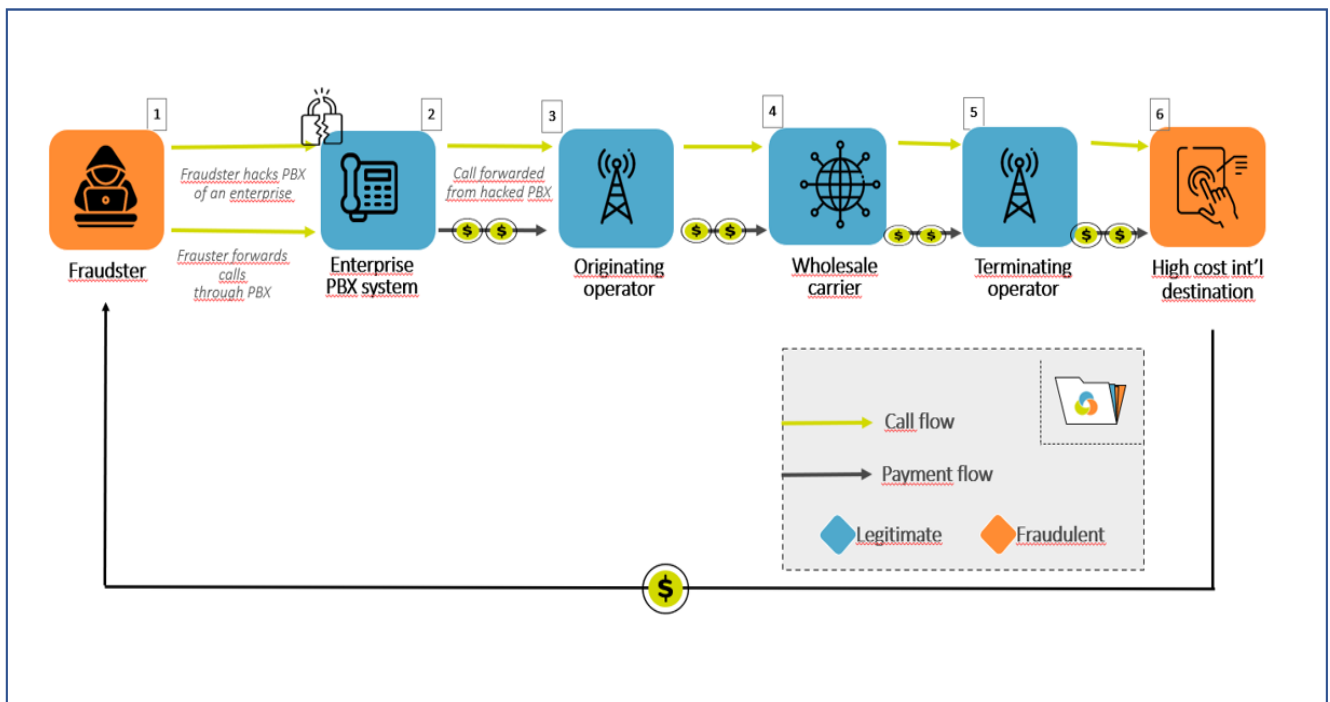 1
2
3
4
5
6
Fraudster hacks PBX
of an enterprise
Call forwarded
from hacked PBX
$ $
$ $
$ $
$ $
Frauster forwards
calls
through PBX
Fraudster
Enterprise
PBX system
Originating
operator
Wholesale
carrier
Terminating
operator
High cost int'l
destination
Call flow
Payment flow
Legitimate
Fraudulent
$